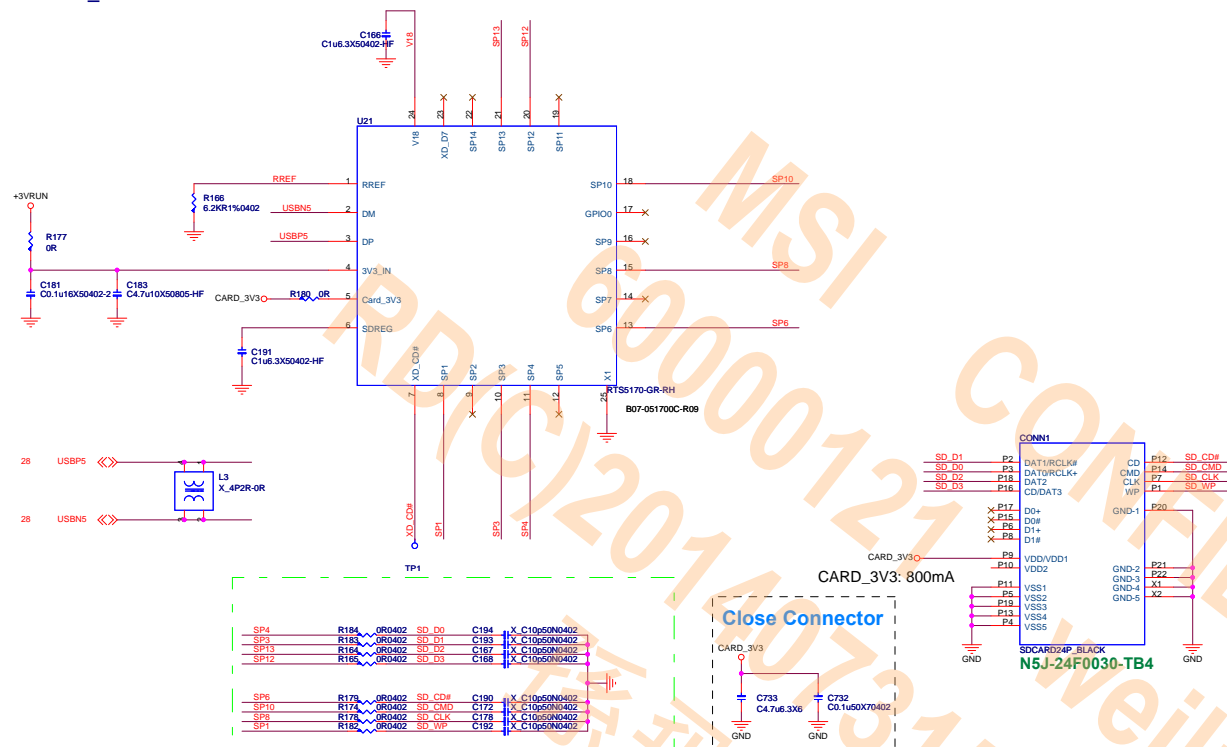 C166
C1u6.3X50402-HF
V18
SP13
SP12
24
23
22
21
20
19
U21
V18
XD_D7
SP14
SP13
SP12
SP11
RREF
1
RREF
SP10
18
SP10
R166
6.2KR1%0402
USBN5
2
DM
GPIO0
17
USBP5
3
DP
SP9
16
+3VRUN
R177
0R
4
3V3_IN
SP8
15
SP8
C181
C0.1u16X50402-2
C183
C4.7u10X50805-HF
CARD_3V3
R180
0R
5
Card_3V3
SP7
14
6
SDREG
SP6
13
SP6
C191
C1u6.3X50402-HF
XD_CD#
SP1
SP2
SP3
SP4
SP5
X1
7
8
9
10
11
12
25
RTS5170-GR-RH
B07-051700C-R09
28 USBP5
L3
X_4P2R-0R
28 USBN5
4
1
3
2
XD_CD#
SP1
SP3
SP4
TP1
CONN1
SD_D1 P2 DAT1/RCLK# CD P12 SD_CD#
SD_D0 P3 DAT0/RCLK+ CMD P14 SD_CMD
SD_D2 P18 DAT2 CLK P7 SD_CLK
SD_D3 P16 CD/DAT3 WP P1 SD_WP
P17 D0+ GND-1 P20
P15 D0#
P6 D1+
P8 D1#
CARD_3V3 P9 VDD/VDD1
P10 VDD2 GND-2 P21
GND-3 P22
P11 VSS1 GND-4 X1
P5 VSS2 GND-5 X2
P19 VSS3
P13 VSS4
P4 VSS5
CARD_3V3: 800mA
GND
SDCARD24P_BLACK
GND
N5J-24F0030-TB4
SP4 R184 0R0402 SD_D0 C194 X_C10p50N0402
SP3 R183 0R0402 SD_D1 C193 X_C10p50N0402
SP13 R164 0R0402 SD_D2 C167 X_C10p50N0402
SP12 R165 0R0402 SD_D3 C168 X_C10p50N0402
SP6 R179 0R0402 SD_CD# C190 X_C10p50N0402
SP10 R174 0R0402 SD_CMD C172 X_C10p50N0402
SP8 R178 0R0402 SD_CLK C178 X_C10p50N0402
SP1 R182 0R0402 SD_WP C192 X_C10p50N0402
Close Connector
CARD_3V3
C733
C4.7u6.3X6
C732
C0.1u50X70402
GND
GND
MSI
60000121
RD(C)20140731